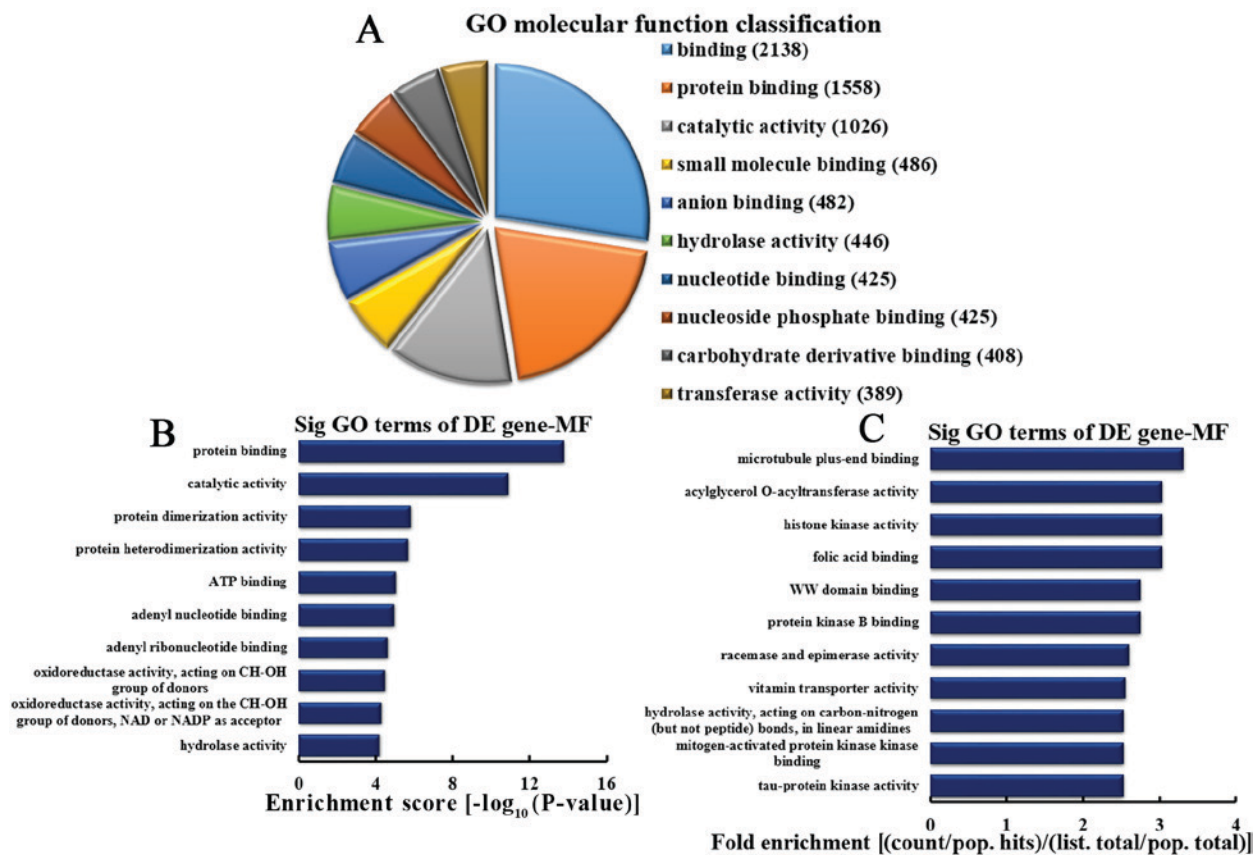 A
GO molecular function classification
binding (2138)
protein binding (1558)
catalytic activity (1026)
small molecule binding (486)
anion binding (482)
hydrolase activity (446)
nucleotide binding (425)
nucleoside phosphate binding (425)
carbohydrate derivative binding (408)
transferase activity (389)
B
Sig GO terms of DE gene-MF
protein binding
catalytic activity
protein dimerization activity
protein heterodimerization activity
ATP binding
adenyl nucleotide binding
adenyl ribonucleotide binding
oxidoreductase activity, acting on CH-OH
group of donors
oxidoreductase activity, acting on the CH-OH
group of donors, NAD or NADP as acceptor
hydrolase activity
0 4 8 12 16
Enrichment score [-log₁₀ (P-value)]
C
Sig GO terms of DE gene-MF
microtubule plus-end binding
acylglycerol O-acyltransferase activity
histone kinase activity
folic acid binding
WW domain binding
protein kinase B binding
racemase and epimerase activity
vitamin transporter activity
hydrolase activity, acting on carbon-nitrogen
(but not peptide) bonds, in linear amidines
mitogen-activated protein kinase kinase
binding
tau-protein kinase activity
0 1 2 3 4
Fold enrichment [(count/pop. hits)/(list. total/pop. total)]